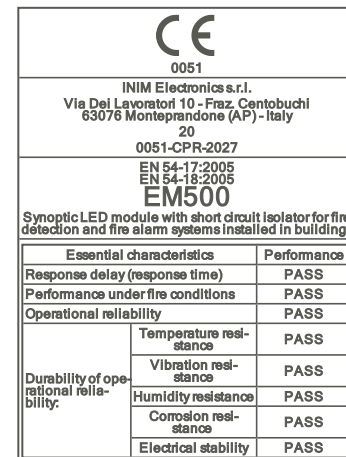 CE
0051
INIM Electronics s.r.l.
Via Dei Lavoratori 10 - Fraz. Centobuchi
63076 Monteprandone (AP) - Italy
20
0051-CPR-2027
EN 54-17:2005
EN 54-18:2005
EM500
Synoptic LED module with short circuit isolator for fire
detection and fire alarm systems installed in building
Essential characteristics Performance
Response delay (response time) PASS
Performance under fire conditions PASS
Operational reliability PASS
Durability of ope-
rational relia-
bility:
Temperature resi-
stance PASS
Vibration resi-
stance PASS
Humidity resistance PASS
Corrosion resi-
stance PASS
Electrical stability PASS